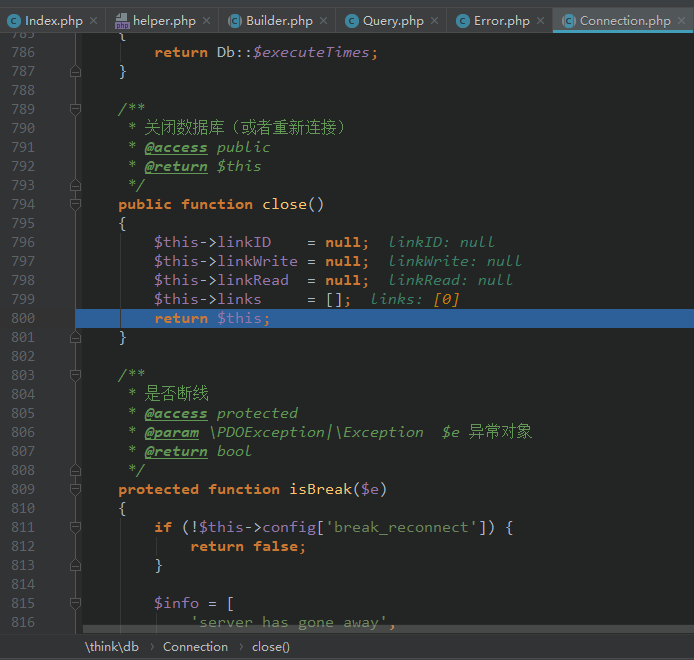 Index.php
helper.php
Builder.php
Query.php
Error.php
Connection.php
785 {
786 return Db::$executeTimes;
787 }
788
789 /**
790 * 关闭数据库（或者重新连接）
791 * @access public
792 * @return $this
793 */
794 public function close()
795 {
796 $this->linkID = null; linkID: null
797 $this->linkWrite = null; linkWrite: null
798 $this->linkRead = null; linkRead: null
799 $this->links = []; links: [0]
800 return $this;
801 }
802
803 /**
804 * 是否断线
805 * @access protected
806 * @param \PDOException|\Exception $e 异常对象
807 * @return bool
808 */
809 protected function isBreak($e)
810 {
811 if (!$this->config['break_reconnect']) {
812 return false;
813 }
814
815 $info = [
816 'server has gone away',
\think\db › Connection › close()